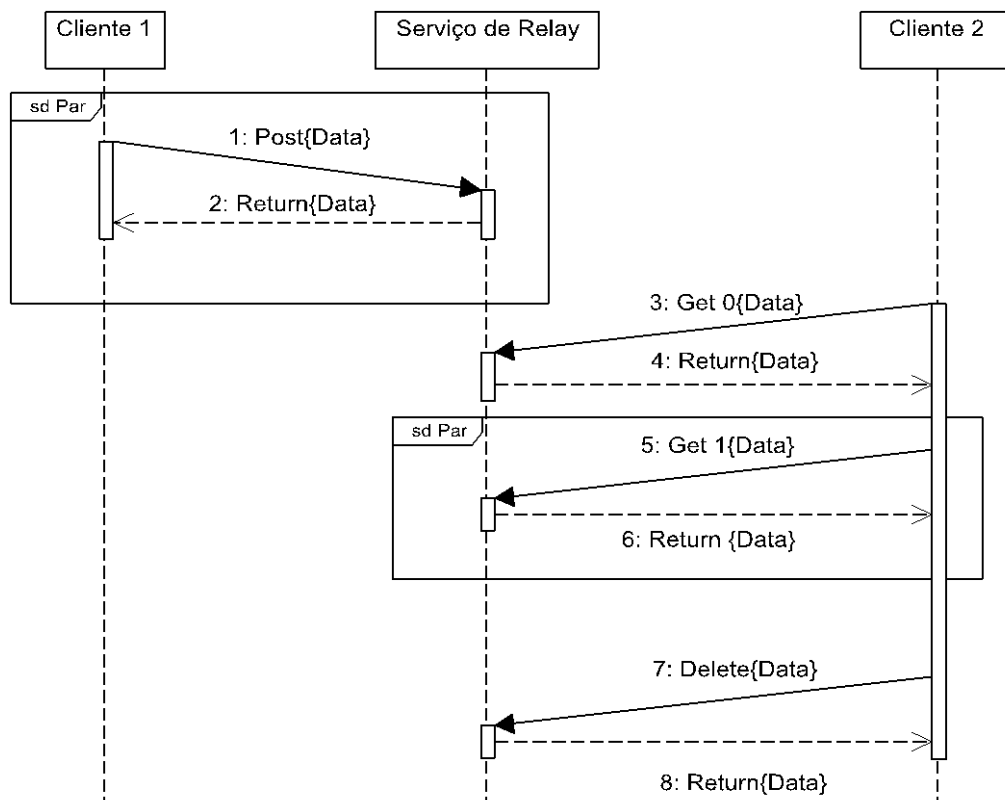 Cliente 1
Serviço de Relay
Cliente 2
sd Par
1: Post{Data}
2: Return{Data}
3: Get 0{Data}
4: Return{Data}
sd Par
5: Get 1{Data}
6: Return {Data}
7: Delete{Data}
8: Return{Data}